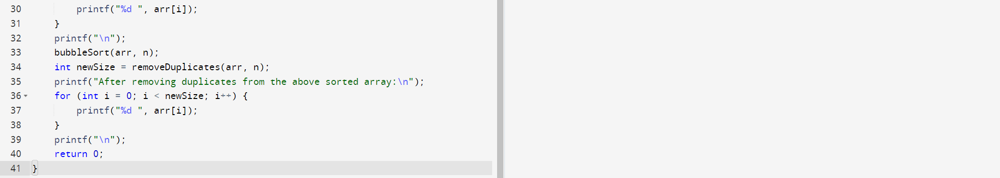 30 printf("%d ", arr[i]);
31 }
32 printf("\n");
33 bubbleSort(arr, n);
34 int newSize = removeDuplicates(arr, n);
35 printf("After removing duplicates from the above sorted array:\n");
36 for (int i = 0; i < newSize; i++) {
37 printf("%d ", arr[i]);
38 }
39 printf("\n");
40 return 0;
41 }